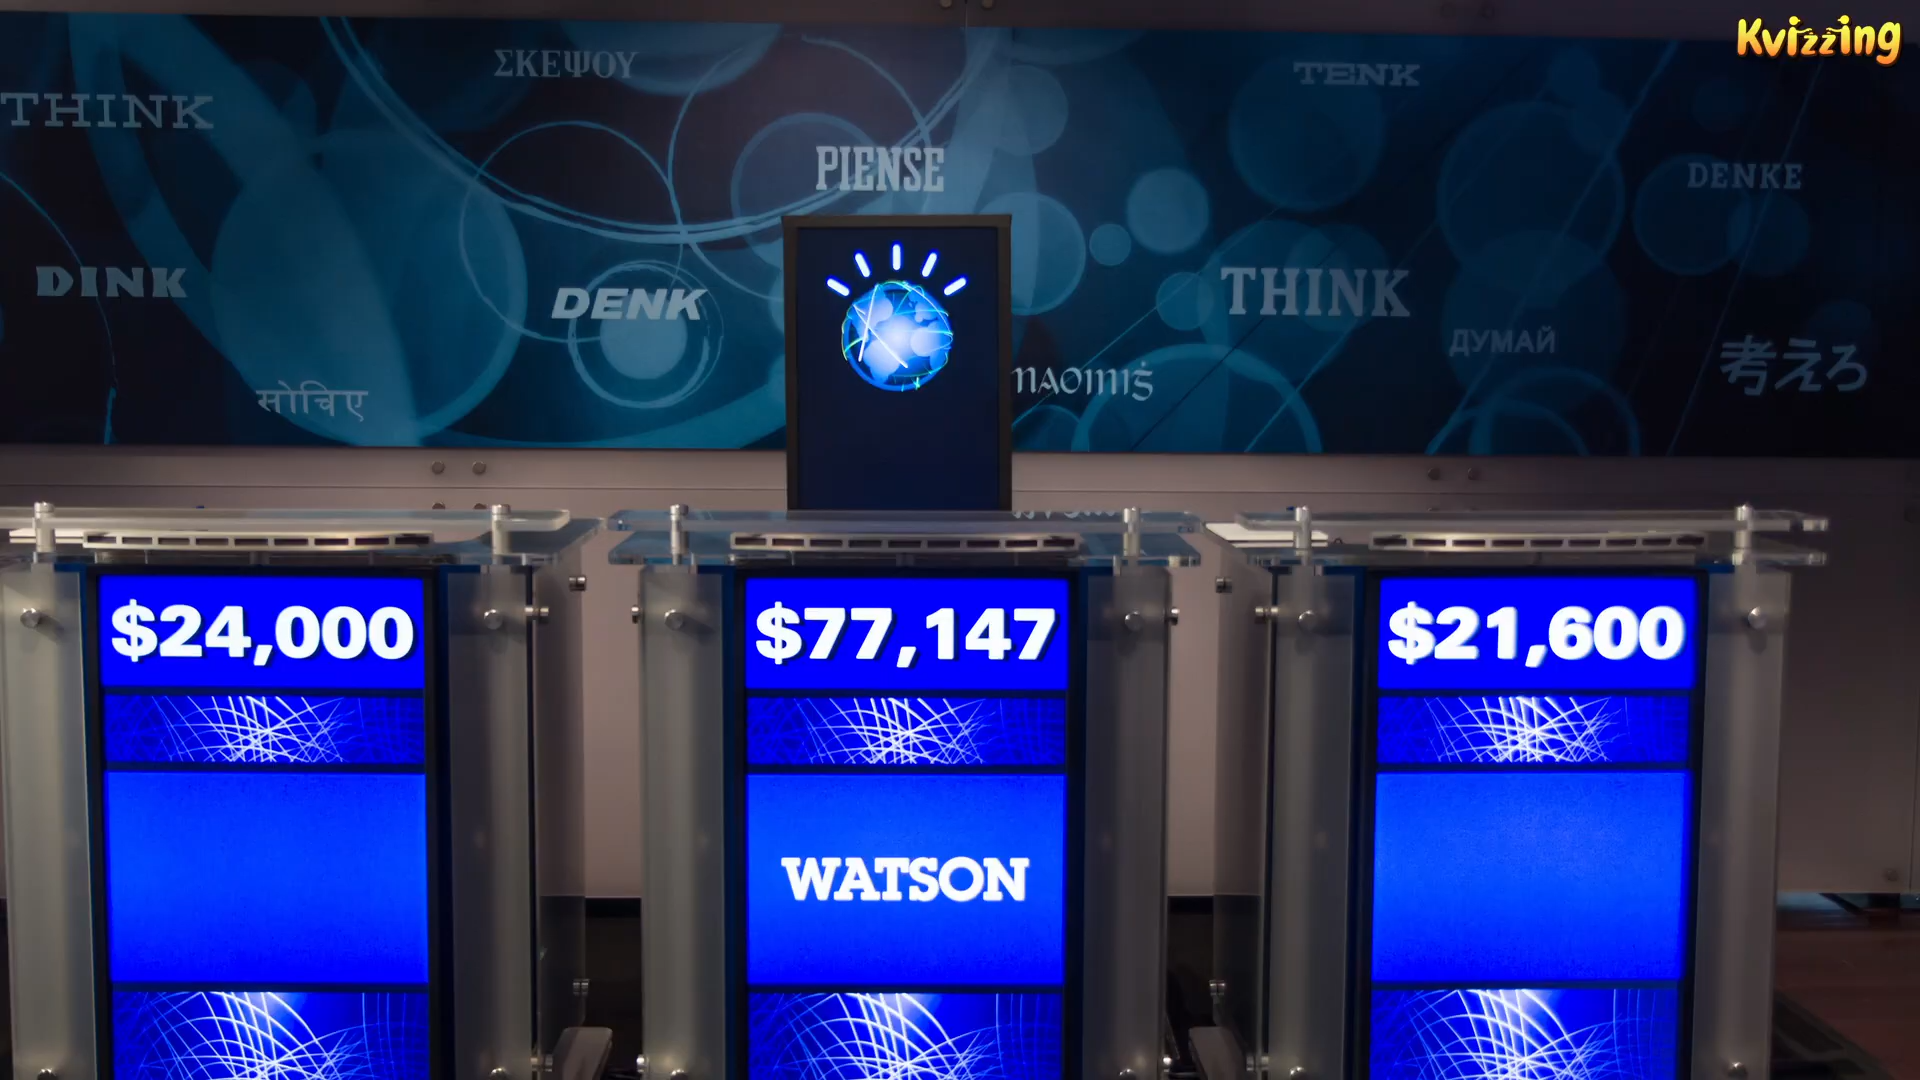 Kvizzing
ΣΚΕΨΟΥ
TENK
THINK
PIENSE
DENKE
DINK
DENK
THINK
ДУМАЙ
考えろ
सोचिए
$24,000
$77,147
$21,600
WATSON